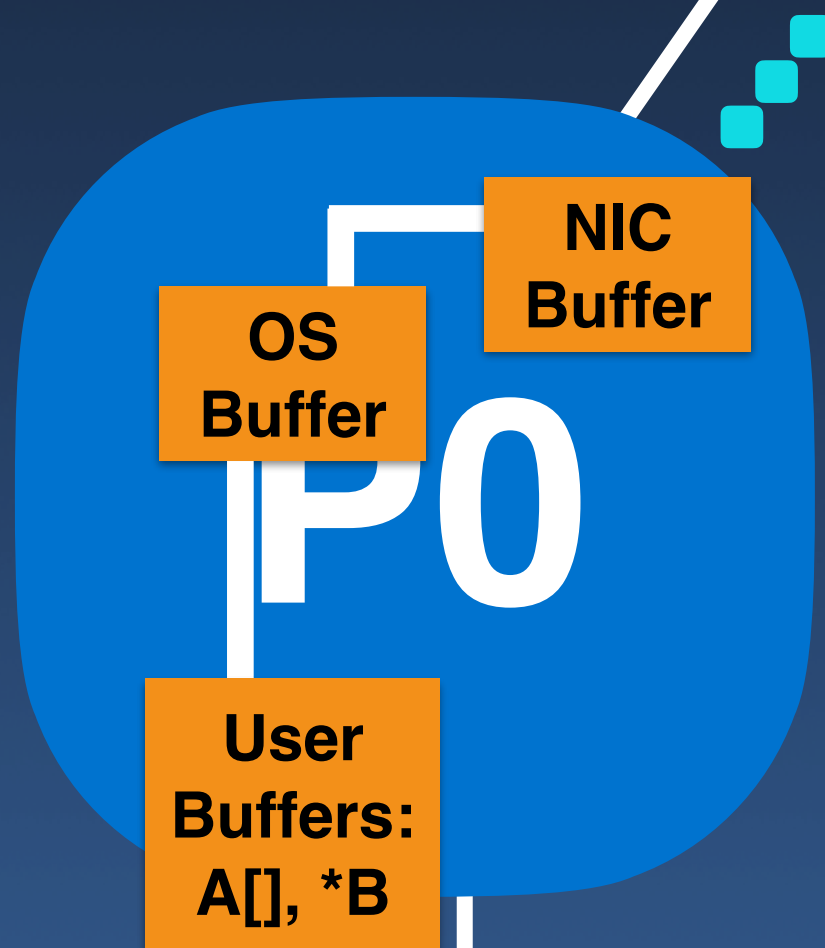 NIC
Buffer
OS
Buffer
P0
User
Buffers:
A[], *B